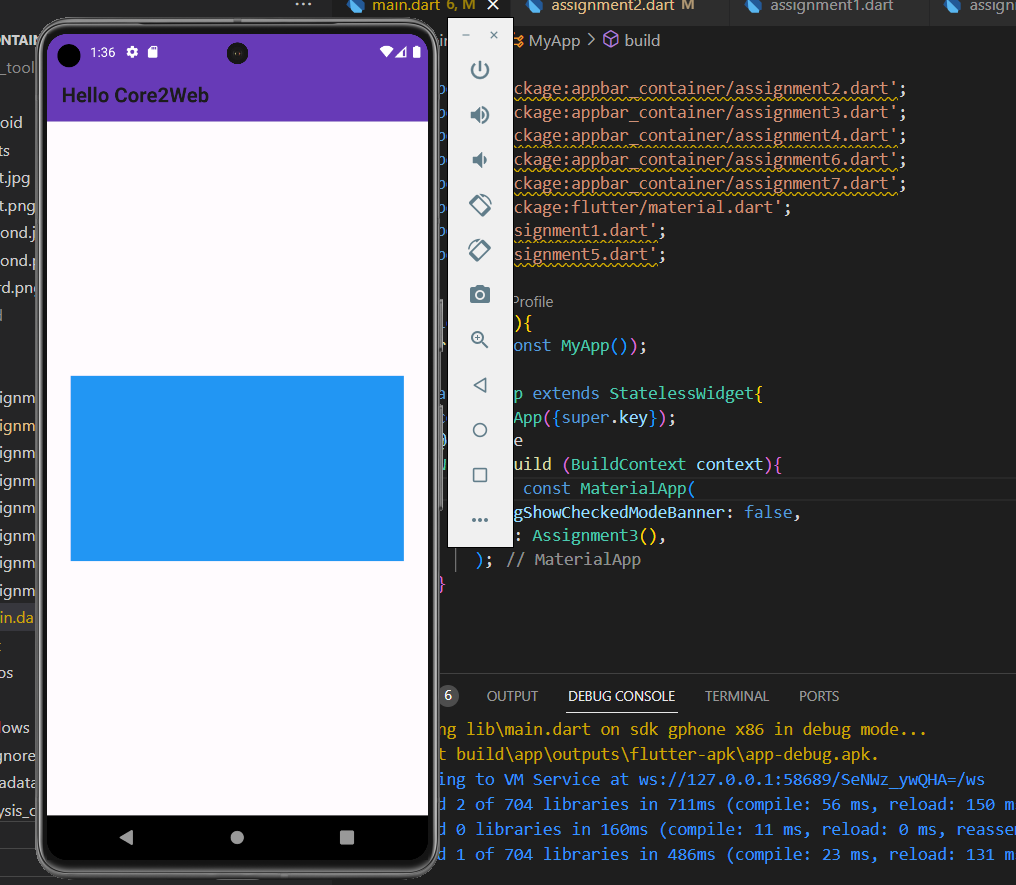 main.dart 6, M
assignment2.dart M
assignment1.dart
MyApp > build
1:36
Hello Core2Web
ckage:appbar_container/assignment2.dart';
ckage:appbar_container/assignment3.dart';
ckage:appbar_container/assignment4.dart';
ckage:appbar_container/assignment6.dart';
ckage:appbar_container/assignment7.dart';
ckage:flutter/material.dart';
signment1.dart';
signment5.dart';
Profile
){
onst MyApp());
p extends StatelessWidget{
App({super.key});
e
uild (BuildContext context){
const MaterialApp(
gShowCheckedModeBanner: false,
: Assignment3(),
); // MaterialApp
}
6 OUTPUT DEBUG CONSOLE TERMINAL PORTS
ng lib\main.dart on sdk gphone x86 in debug mode...
t build\app\outputs\flutter-apk\app-debug.apk.
ing to VM Service at ws://127.0.0.1:58689/SeNWz_ywQHA=/ws
d 2 of 704 libraries in 711ms (compile: 56 ms, reload: 150 m
d 0 libraries in 160ms (compile: 11 ms, reload: 0 ms, reasse
d 1 of 704 libraries in 486ms (compile: 23 ms, reload: 131 m
ONTAIN
_tool
oid
ts
t.jpg
t.png
ond.j
ond.p
rd.png
ignm
ignm
ignm
ignm
ignm
ignm
ignm
ignm
in.da
os
lows
gnore
adata
ysis_c